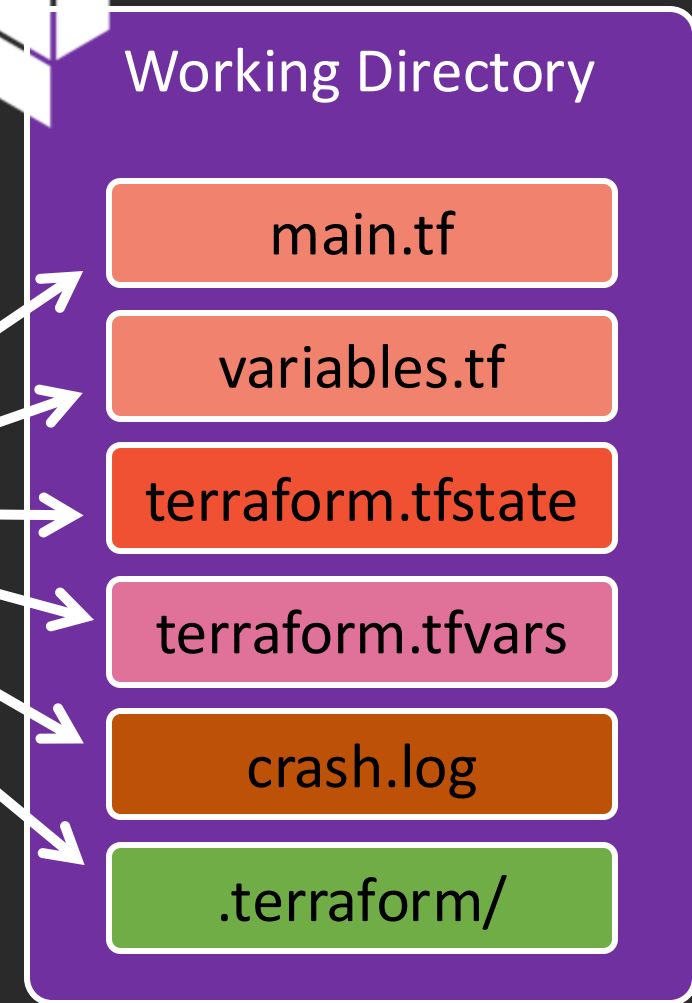 Working Directory
main.tf
variables.tf
terraform.tfstate
terraform.tfvars
crash.log
.terraform/